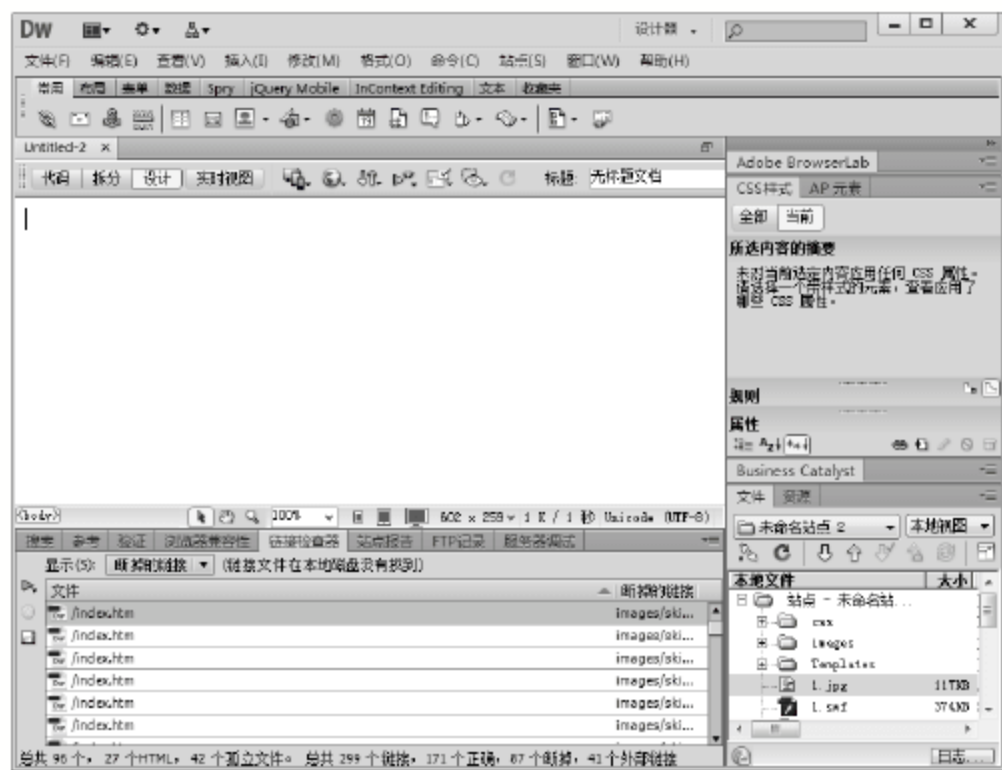 Dw 设计器
文件(F) 编辑(E) 查看(V) 插入(I) 修改(M) 格式(O) 命令(C) 站点(S) 窗口(W) 帮助(H)
常用 布局 表单 数据 Spry jQuery Mobile InContext Editing 文本 收藏夹
Untitled-2
代码 拆分 设计 实时视图 标题: 无标题文档
Adobe BrowserLab
CSS样式 AP 元素
全部 当前
所选内容的摘要
未对当前选定内容应用任何 CSS 属性。
请选择一个带样式的元素，查看应用了
哪些 CSS 属性。
规则
属性
Business Catalyst
文件 资源
未命名站点 2 本地视图
本地文件 大小
站点 - 未命名站...
css
images
Templates
1.jpg 117KB
1.swf 374KB
日志...
<body> 100% 602 x 259 1 K / 1 秒 Unicode (UTF-8)
搜索 参考 验证 浏览器兼容性 链接检查器 站点报告 FTP记录 服务器调试
显示(S): 断掉的链接 (链接文件在本地磁盘没有找到)
文件 断掉的链接
/index.htm images/ski...
/index.htm images/ski...
/index.htm images/ski...
/index.htm images/ski...
/index.htm images/ski...
/index.htm images/ski...
总共 96 个, 27 个HTML, 42 个孤立文件。 总共 299 个链接, 171 个正确, 87 个断掉, 41 个外部链接